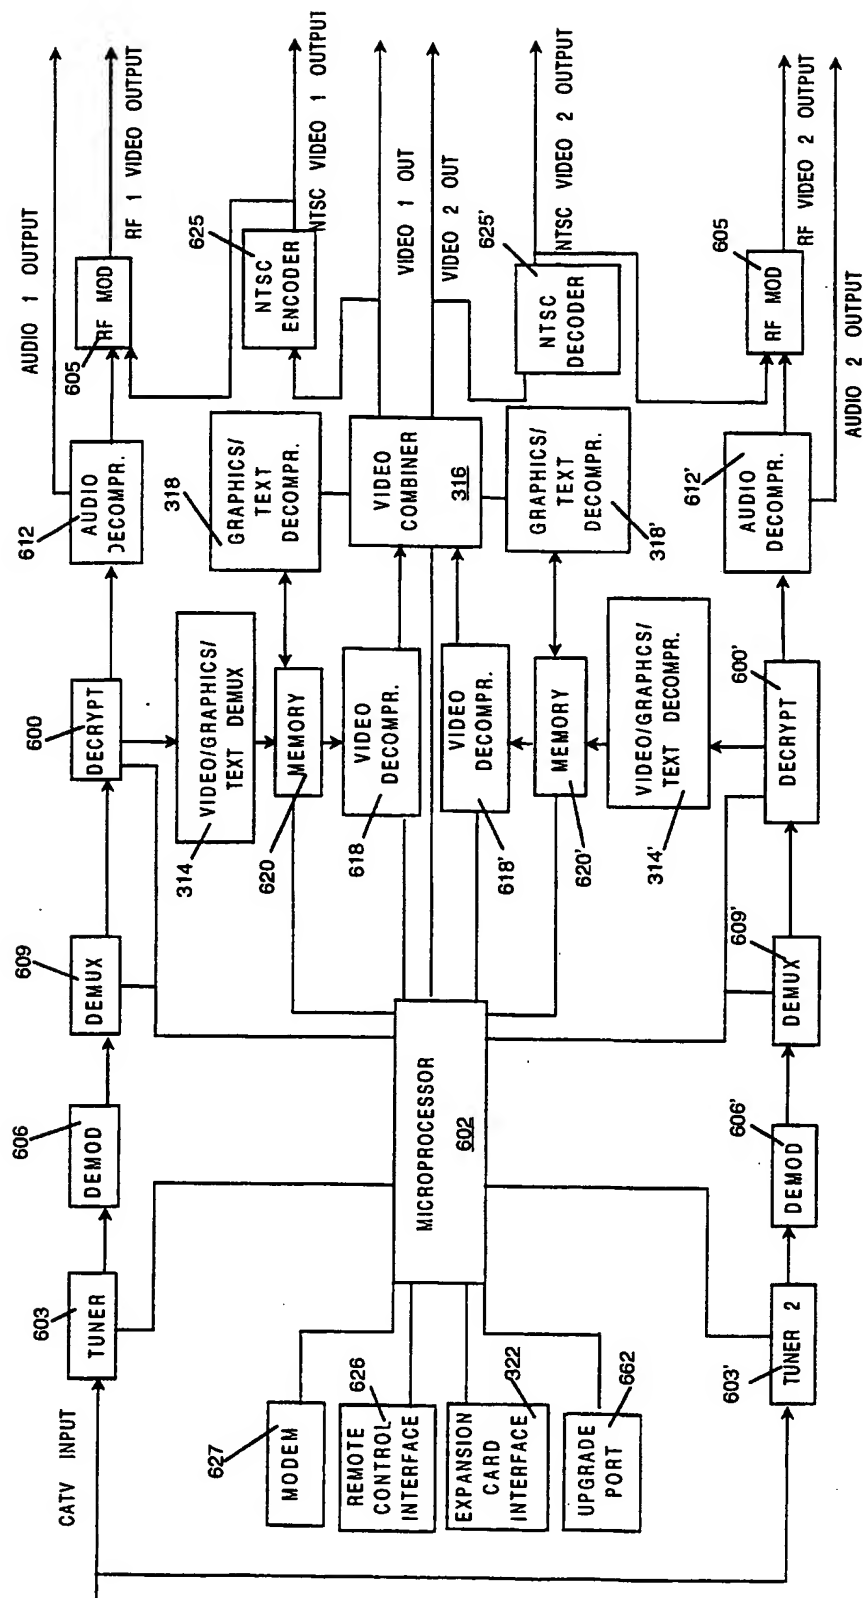 CATV INPUT
603
TUNER
606
DEMOD
609
DEMUX
600
DECRYPT
612
AUDIO
DECOMPR.
605
RF MOD
AUDIO 1 OUTPUT
RF 1 VIDEO OUTPUT
314
VIDEO/GRAPHICS/
TEXT DEMUX
318
GRAPHICS/
TEXT
DECOMPR.
625
NTSC
ENCODER
NTSC VIDEO 1 OUTPUT
620
MEMORY
618
VIDEO
DECOMPR.
VIDEO
COMBINER
316
VIDEO 1 OUT
VIDEO 2 OUT
627
MODEM
626
REMOTE
CONTROL
INTERFACE
322
EXPANSION
CARD
INTERFACE
662
UPGRADE
PORT
MICROPROCESSOR
602
618'
VIDEO
DECOMPR.
620'
MEMORY
318'
GRAPHICS/
TEXT
DECOMPR.
625'
NTSC
DECODER
NTSC VIDEO 2 OUTPUT
314'
VIDEO/GRAPHCS/
TEXT DECOMPR.
603'
TUNER 2
606'
DEMOD
609'
DEMUX
600'
DECRYPT
612'
AUDIO
DECOMPR.
605
RF MOD
RF VIDEO 2 OUTPUT
AUDIO 2 OUTPUT